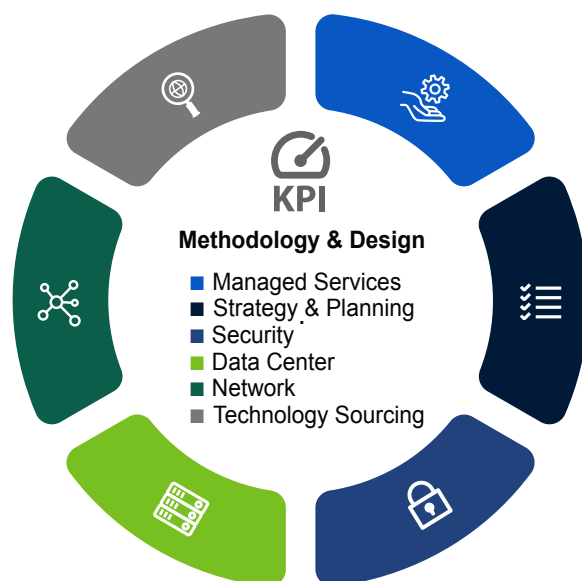 KPI
Methodology & Design
Managed Services
Strategy & Planning
Security
Data Center
Network
Technology Sourcing